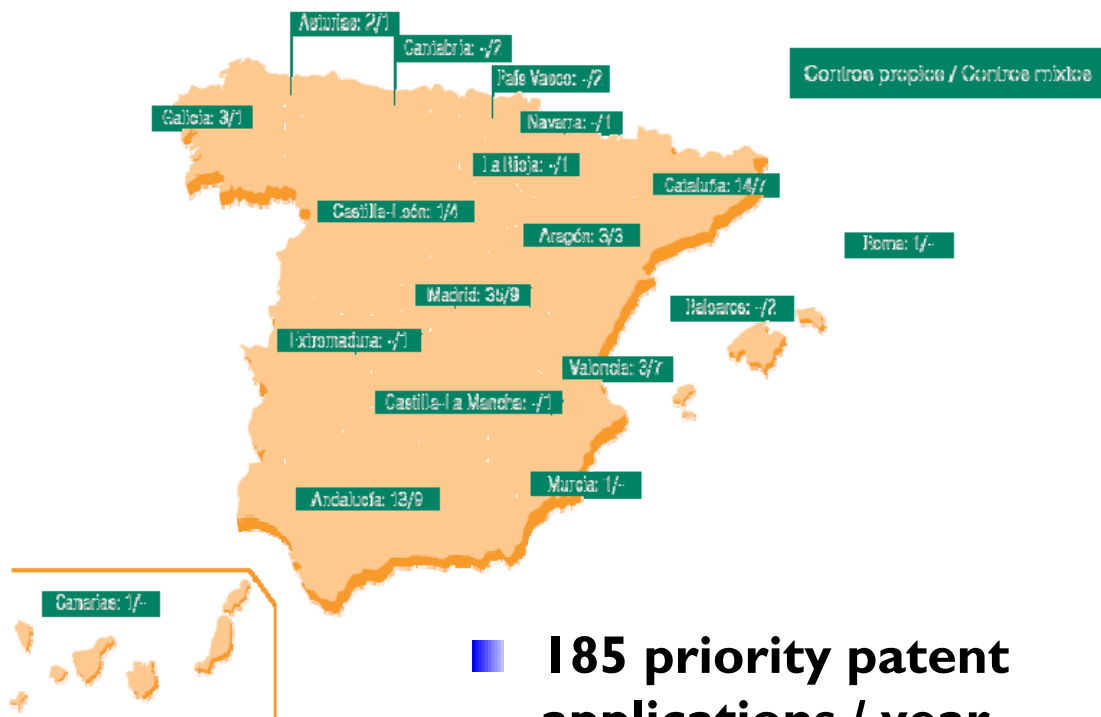 Asturias: 2/1
Cantabria: -/2
País Vasco: -/2
Centros propios / Centros mixtos
Galicia: 3/1
Navarra: -/1
La Rioja: -/1
Cataluña: 14/7
Castilla-León: 1/4
Aragón: 3/3
Roma: 1/-
Madrid: 35/9
Baleares: -/2
Extremadura: -/1
Valencia: 3/7
Castilla-La Mancha: -/1
Murcia: 1/-
Andalucía: 13/9
Canarias: 1/-
185 priority patent
applications / year